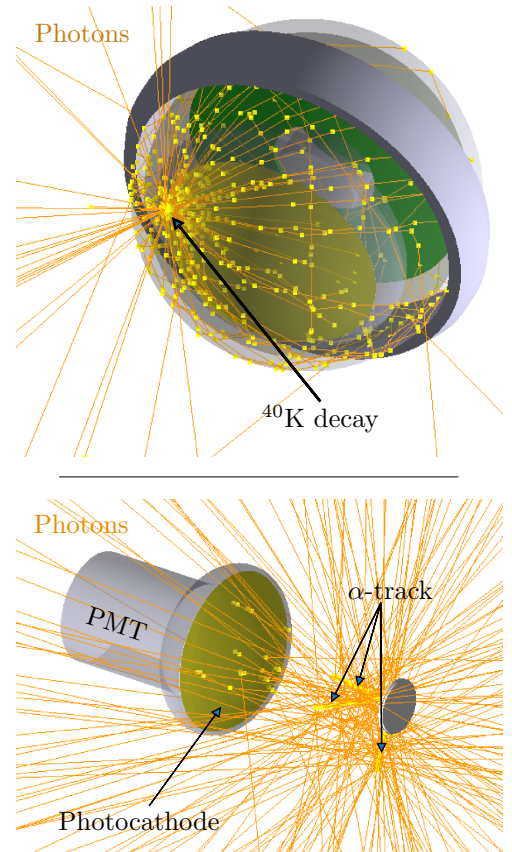 Photons
⁴⁰K decay
Photons
α-track
PMT
Photocathode